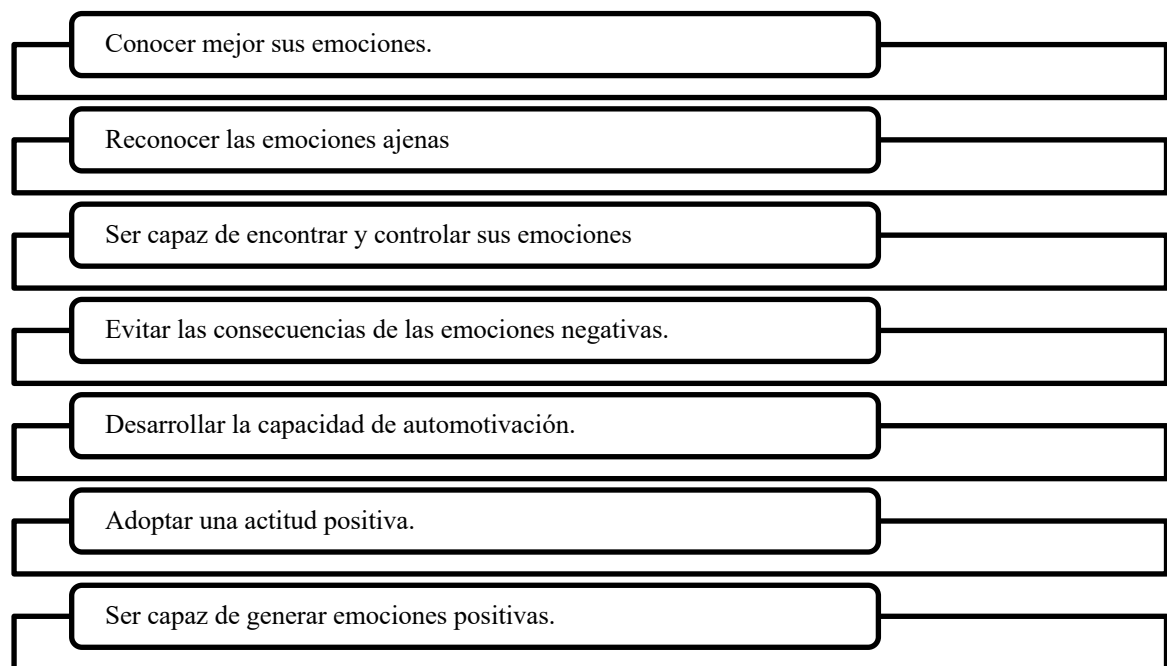 Conocer mejor sus emociones.
Reconocer las emociones ajenas
Ser capaz de encontrar y controlar sus emociones
Evitar las consecuencias de las emociones negativas.
Desarrollar la capacidad de automotivación.
Adoptar una actitud positiva.
Ser capaz de generar emociones positivas.